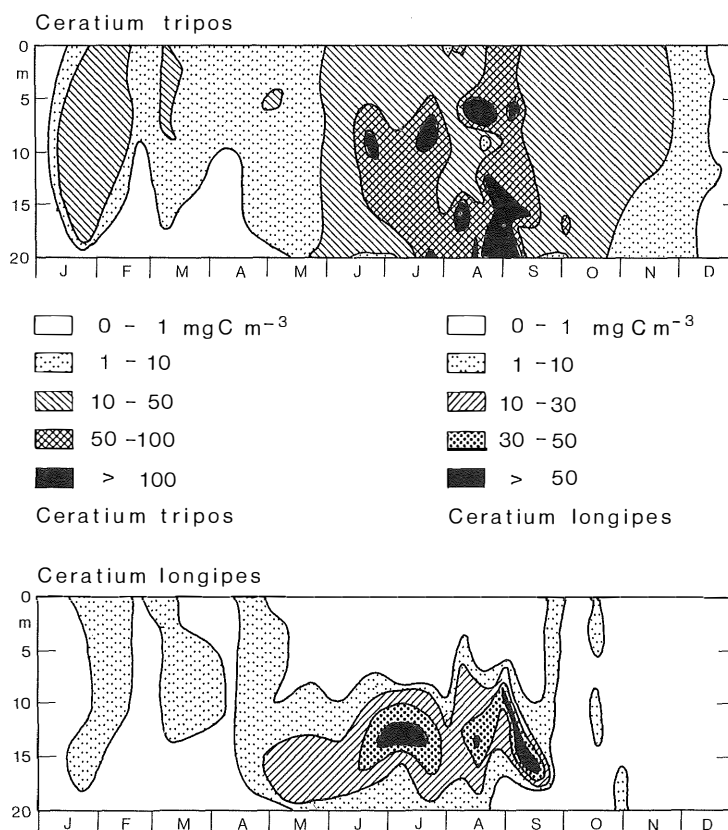 Ceratium tripos
0
m
5
10
15
20
J F M A M J J A S O N D
0 - 1 mgC m-3
1 - 10
10 - 50
50 -100
> 100
Ceratium tripos
0 - 1 mgC m-3
1 -10
10 -30
30 -50
> 50
Ceratium longipes
Ceratium longipes
0
m
5
10
15
20
J F M A M J J A S O N D